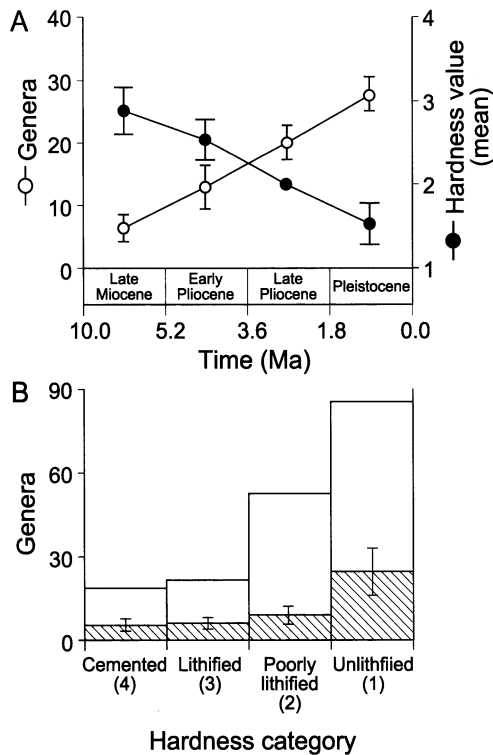 A
40
30
20
10
0
Genera
4
3
2
1
Hardness value
(mean)
Late
Miocene
Early
Pliocene
Late
Pliocene
Pleistocene
10.0 5.2 3.6 1.8 0.0
Time (Ma)
B
90
60
30
0
Genera
Cemented
(4)
Lithified
(3)
Poorly
lithified
(2)
Unlithfiied
(1)
Hardness category